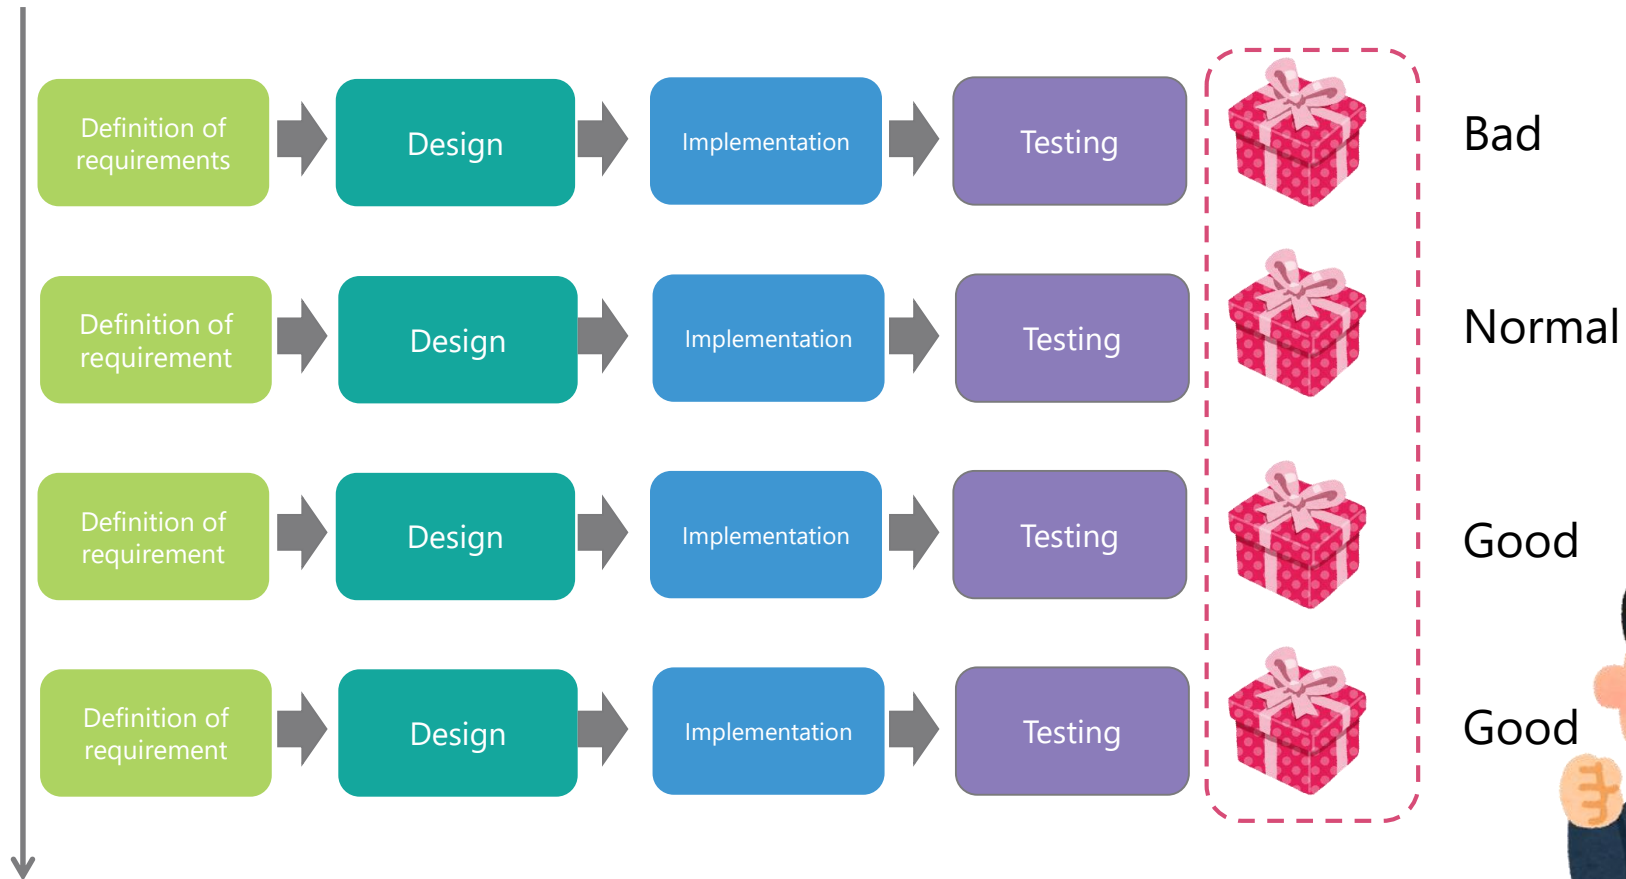 Definition of
requirements
Design
Implementation
Testing
Bad
Definition of
requirement
Design
Implementation
Testing
Normal
Definition of
requirement
Design
Implementation
Testing
Good
Definition of
requirement
Design
Implementation
Testing
Good